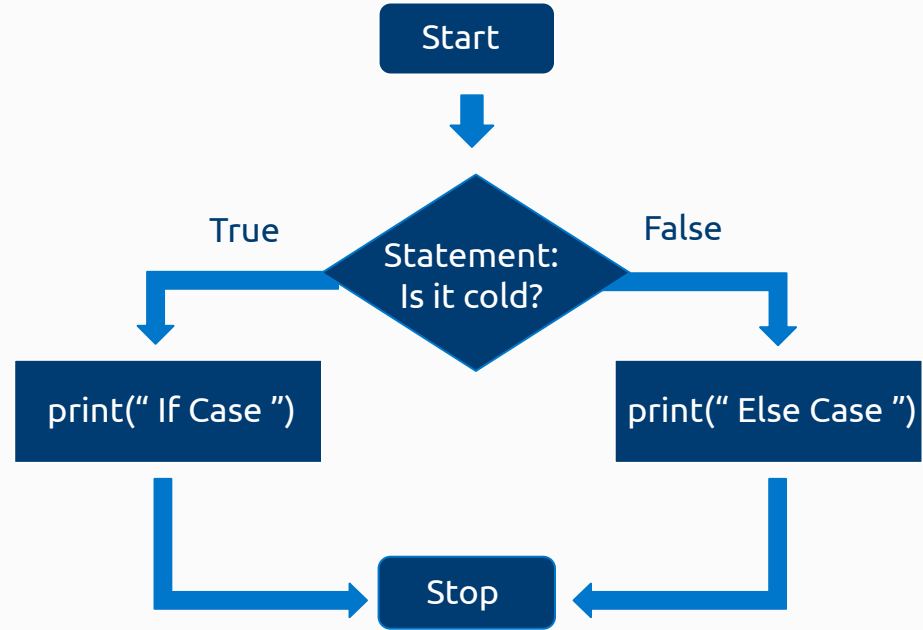 Start
True
False
Statement:
Is it cold?
print(“ If Case ”)
print(“ Else Case ”)
Stop